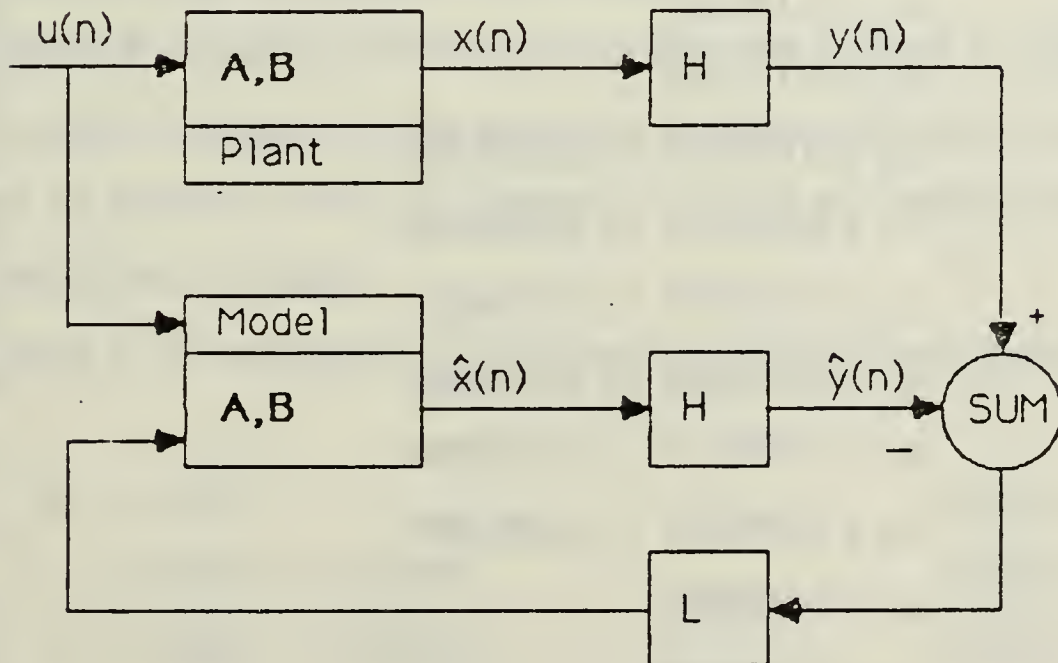 u(n)
A,B
Plant
x(n)
H
y(n)
+
Model
A,B
x̂(n)
H
ŷ(n)
−
SUM
L